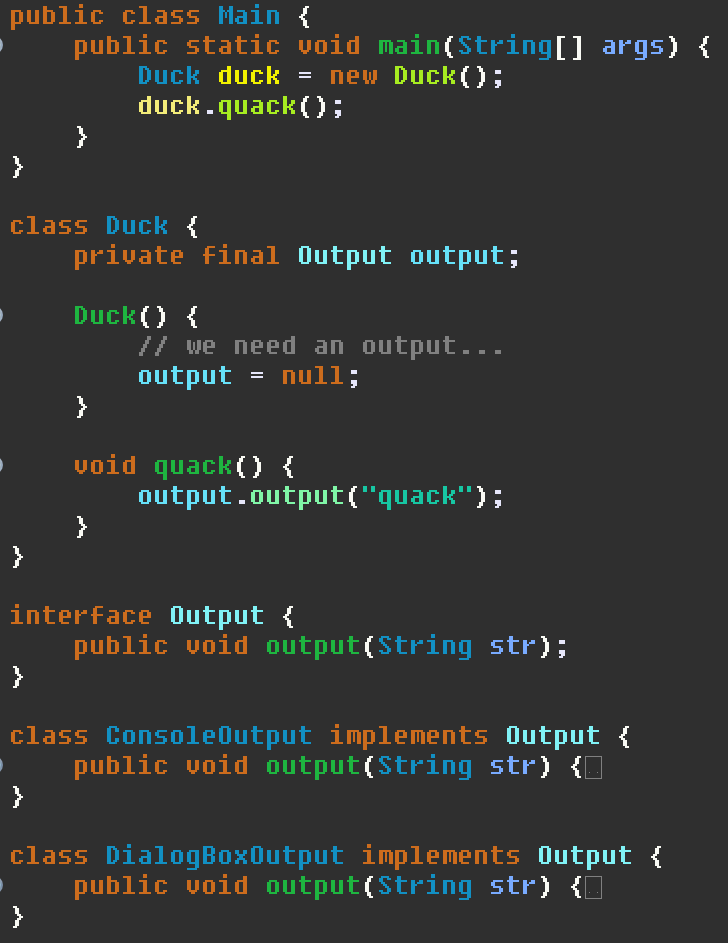 public class Main {
    public static void main(String[] args) {
        Duck duck = new Duck();
        duck.quack();
    }
}
class Duck {
    private final Output output;
    Duck() {
        // we need an output...
        output = null;
    }
    void quack() {
        output.output("quack");
    }
}
interface Output {
    public void output(String str);
}
class ConsoleOutput implements Output {
    public void output(String str) {
}
class DialogBoxOutput implements Output {
    public void output(String str) {
}